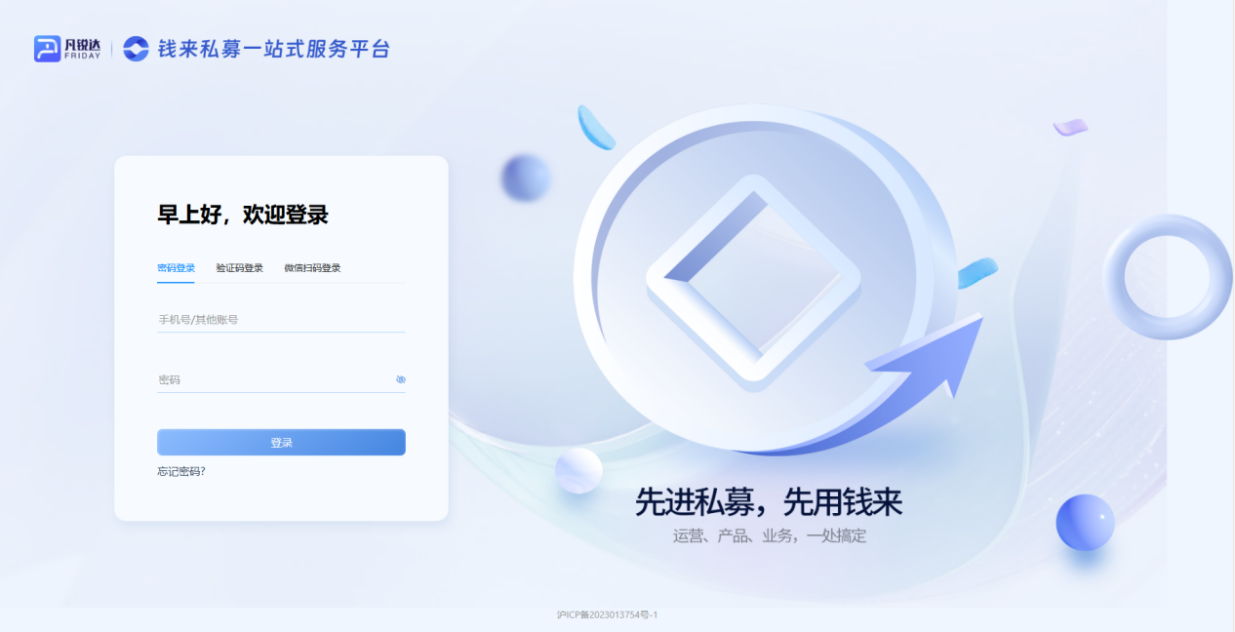 凡锐达
FRIDAY
钱来私募一站式服务平台
早上好，欢迎登录
密码登录 验证码登录 微信扫码登录
手机号/其他账号
密码
登录
忘记密码?
先进私募，先用钱来
运营、产品、业务，一处搞定
沪ICP备2023013754号-1